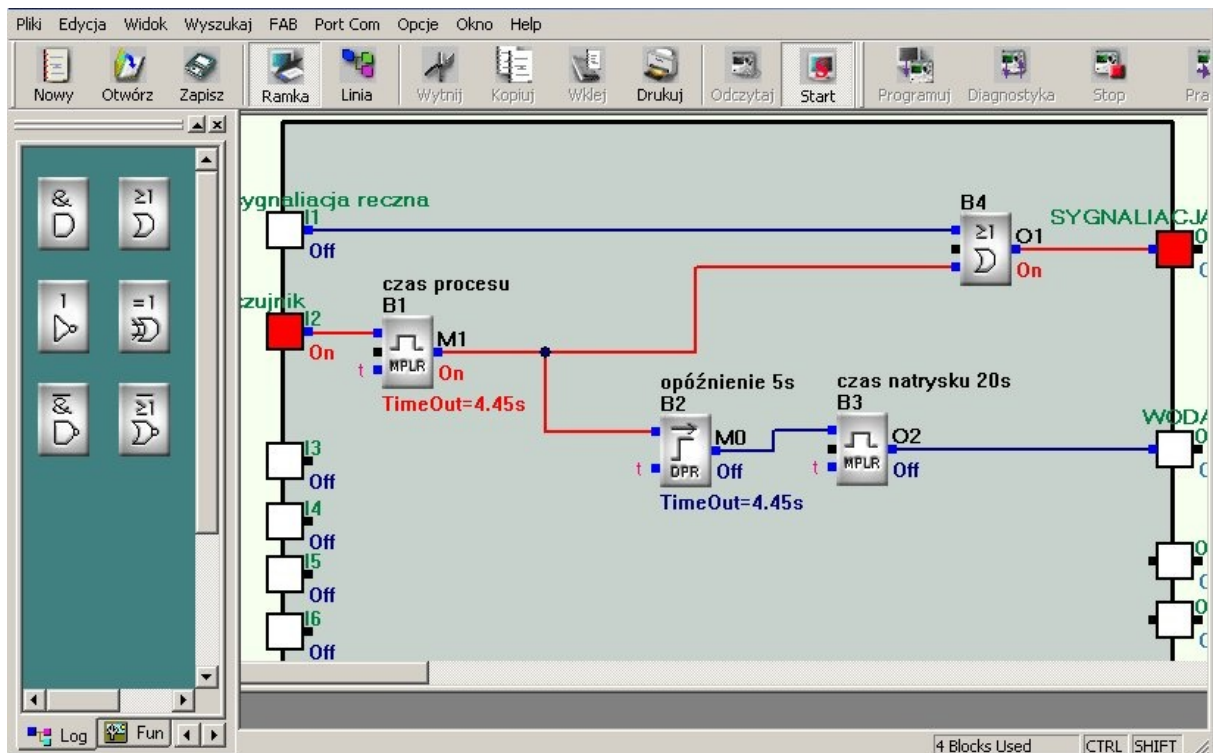 Pliki Edycja Widok Wyszukaj FAB Port Com Opcje Okno Help
Nowy Otwórz Zapisz Ramka Linia Wytnij Kopiuj Wklej Drukuj Odczytaj Start Programuj Diagnostyka Stop Pra
& ≥1
1 =1
& ≥1
sygnaliacja reczna
I1
Off
B4
≥1
O1
On
SYGNALIACJA
czujnik
I2
On
czas procesu
B1
MPLR
t
M1
On
TimeOut=4.45s
opóźnienie 5s
B2
DPR
t
M0
Off
TimeOut=4.45s
czas natrysku 20s
B3
MPLR
t
O2
Off
WODA
I3
Off
I4
Off
I5
Off
I6
Off
Log Fun
4 Blocks Used CTRL SHIFT